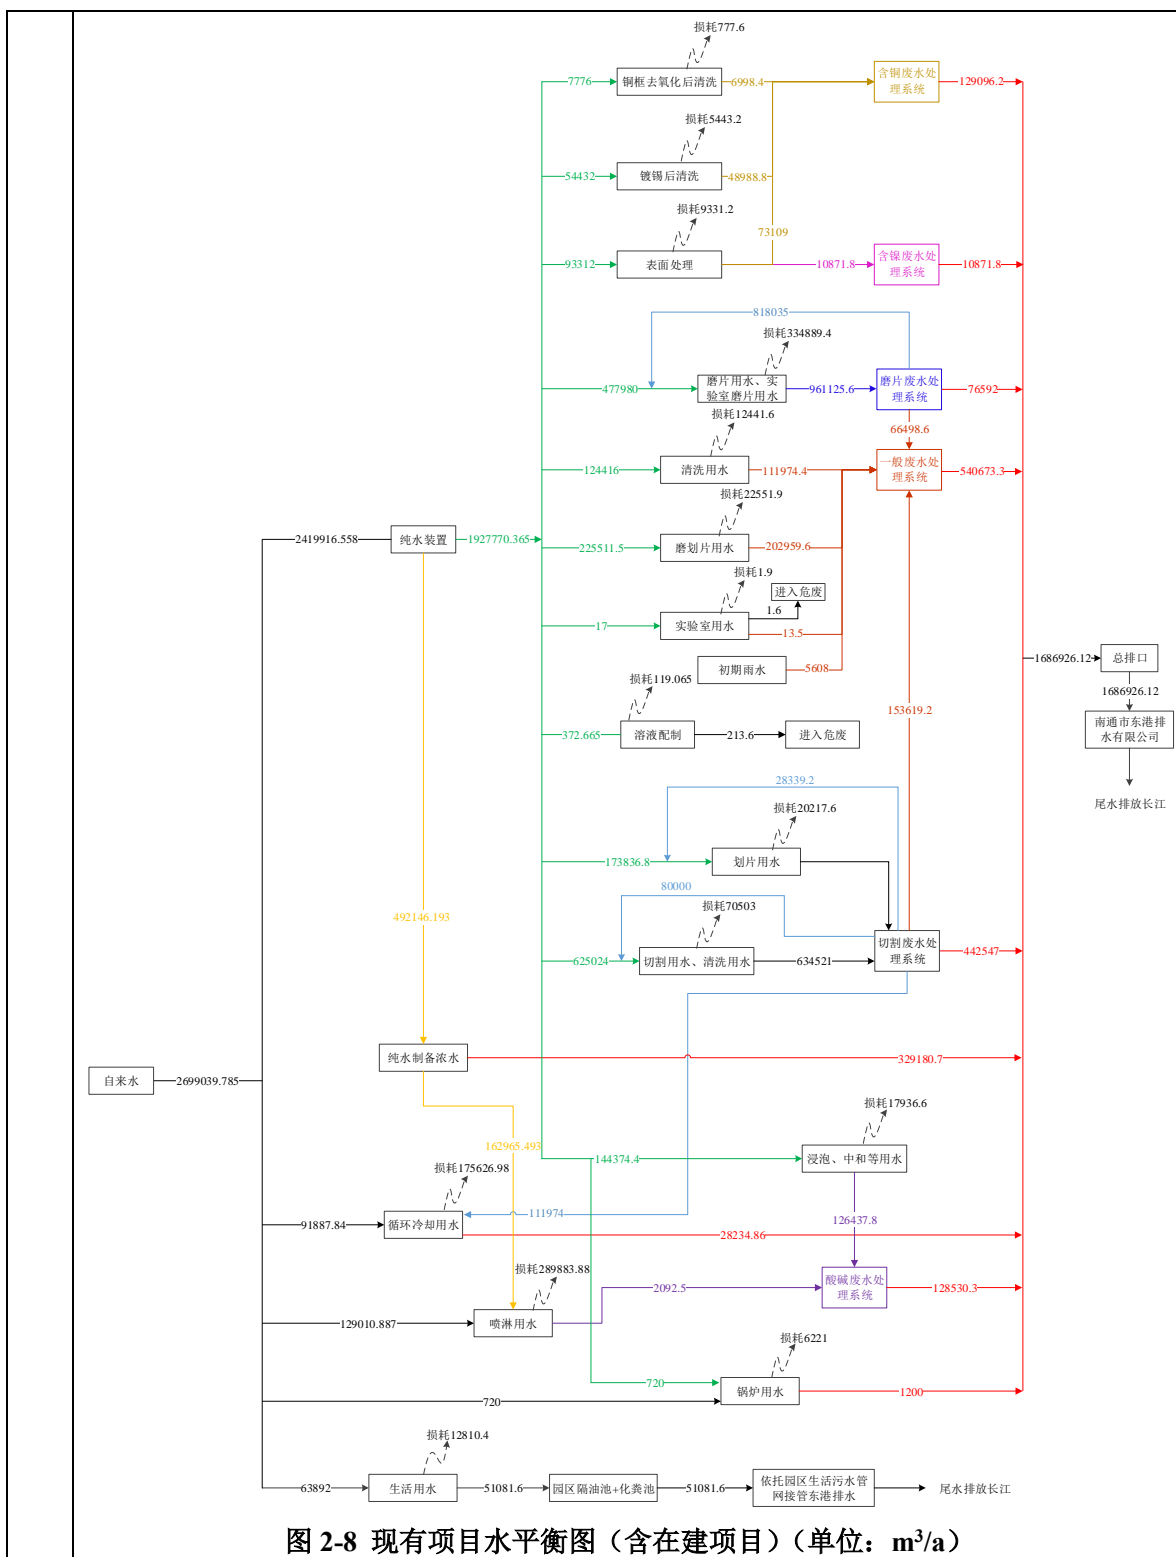 损耗777.6
7776
铜框去氧化后清洗
6998.4
含铜废水处
理系统
129096.2
损耗5443.2
54432
镀锡后清洗
48988.8
损耗9331.2
73109
93312
表面处理
10871.8
含镍废水处
理系统
10871.8
818035
损耗334889.4
477980
磨片用水、实
验室磨片用水
961125.6
磨片废水处
理系统
76592
损耗12441.6
66498.6
124416
清洗用水
111974.4
一般废水处
理系统
540673.3
损耗22551.9
2419916.558
纯水装置
1927770.365
225511.5
磨划片用水
202959.6
损耗1.9
进入危废
1.6
17
实验室用水
13.5
初期雨水
5608
1686926.12
总排口
损耗119.065
1686926.12
153619.2
372.665
溶液配制
213.6
进入危废
南通市东港排
水有限公司
28339.2
尾水排放长江
损耗20217.6
173836.8
划片用水
80000
损耗70503
492146.193
625024
切割用水、清洗用水
634521
切割废水处
理系统
442547
纯水制备浓水
329180.7
自来水
2699039.785
损耗17936.6
162965.493
144374.4
浸泡、中和等用水
损耗175626.98
91887.84
循环冷却用水
111974
126437.8
28234.86
损耗289883.88
酸碱废水处
理系统
128530.3
2092.5
129010.887
喷淋用水
损耗6221
720
锅炉用水
1200
720
损耗12810.4
63892
生活用水
51081.6
园区隔油池+化粪池
51081.6
依托园区生活污水管
网接管东港排水
尾水排放长江
图 2-8 现有项目水平衡图（含在建项目）（单位：m³/a）